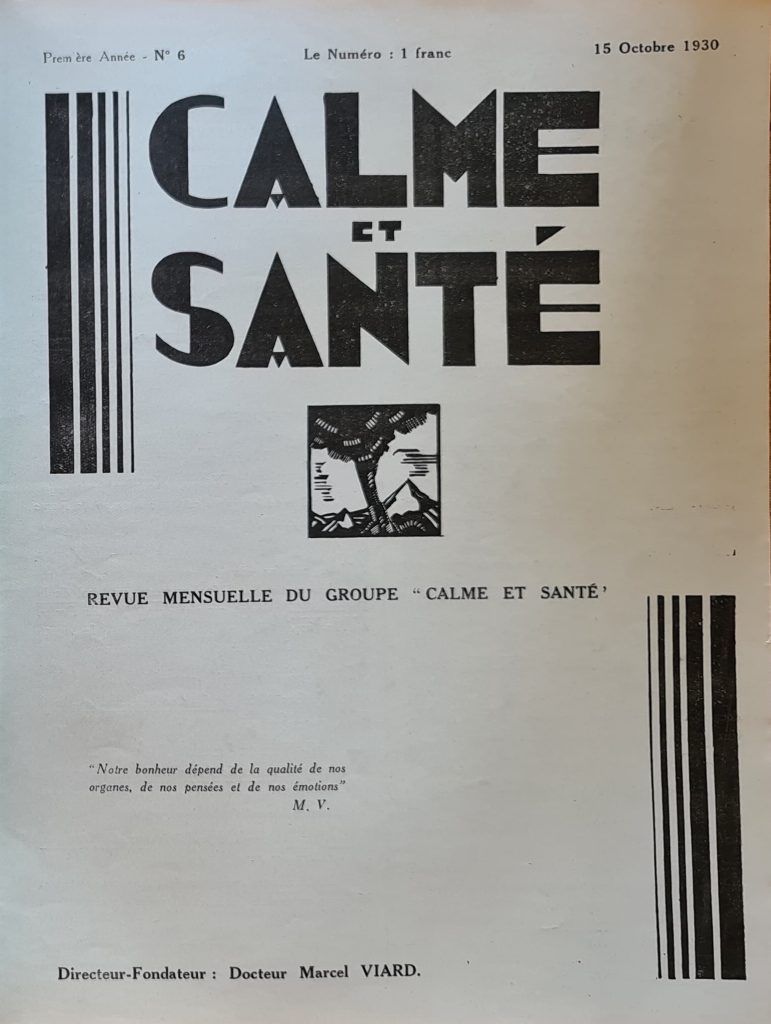 Prem ère Année - N° 6
Le Numéro : 1 franc
15 Octobre 1930
CALME
ET
SANTÉ
REVUE MENSUELLE DU GROUPE “ CALME ET SANTÉ ’
“Notre bonheur dépend de la qualité de nos
organes, de nos pensées et de nos émotions”
M. V.
Directeur-Fondateur : Docteur Marcel VIARD.